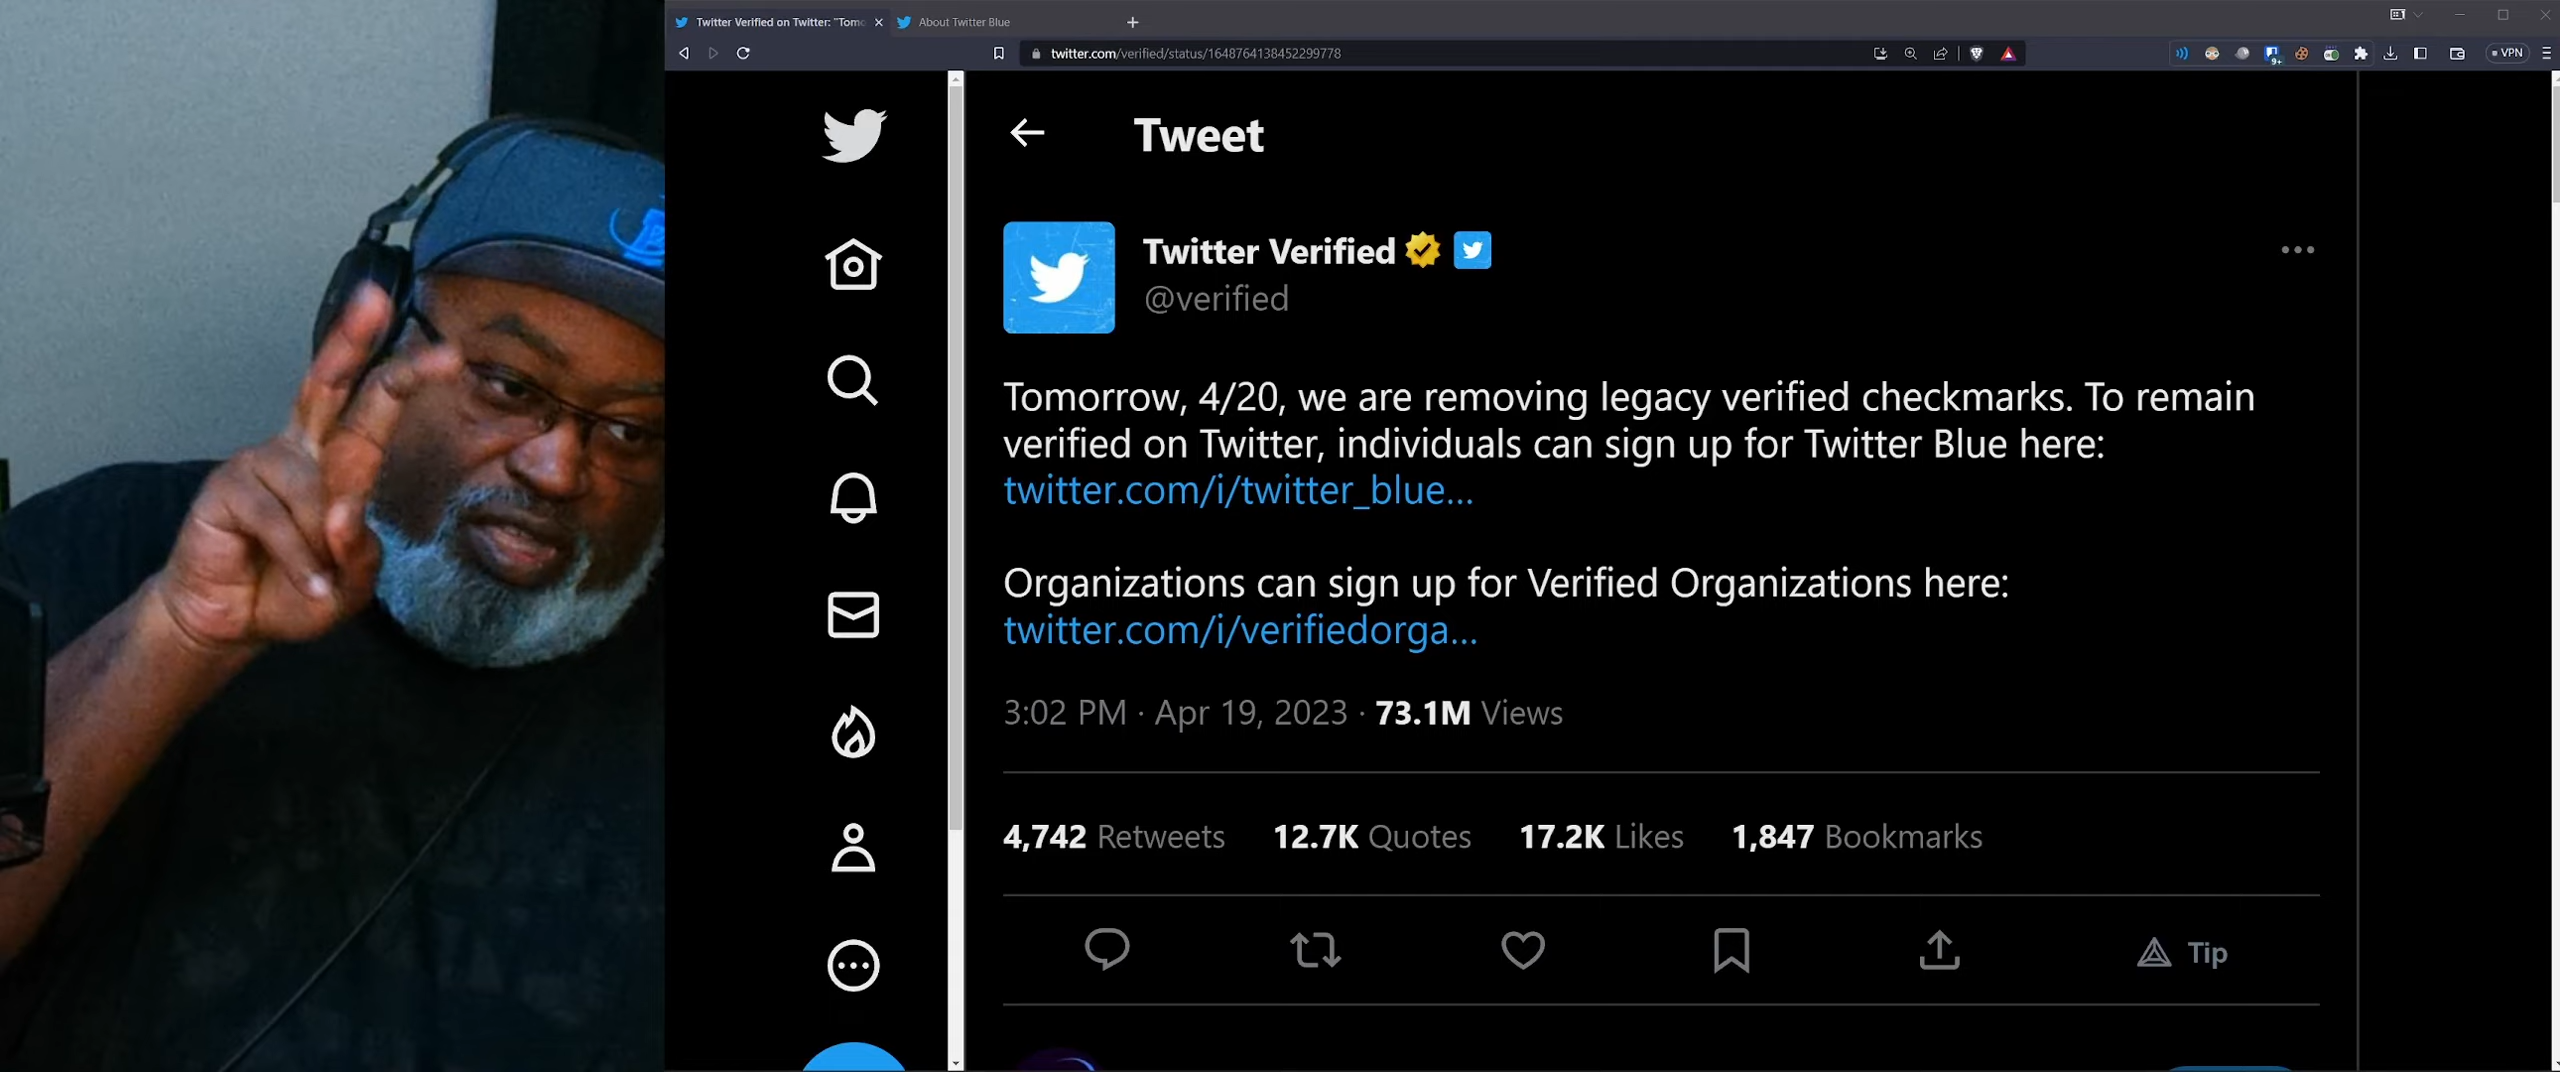 Twitter Verified on Twitter: "Tomo
About Twitter Blue
twitter.com/verified/status/1648764138452299778
9+
VPN
Tweet
Twitter Verified
@verified
Tomorrow, 4/20, we are removing legacy verified checkmarks. To remain
verified on Twitter, individuals can sign up for Twitter Blue here:
twitter.com/i/twitter_blue...
Organizations can sign up for Verified Organizations here:
twitter.com/i/verifiedorga...
3:02 PM · Apr 19, 2023 · 73.1M Views
4,742 Retweets 12.7K Quotes 17.2K Likes 1,847 Bookmarks
Tip